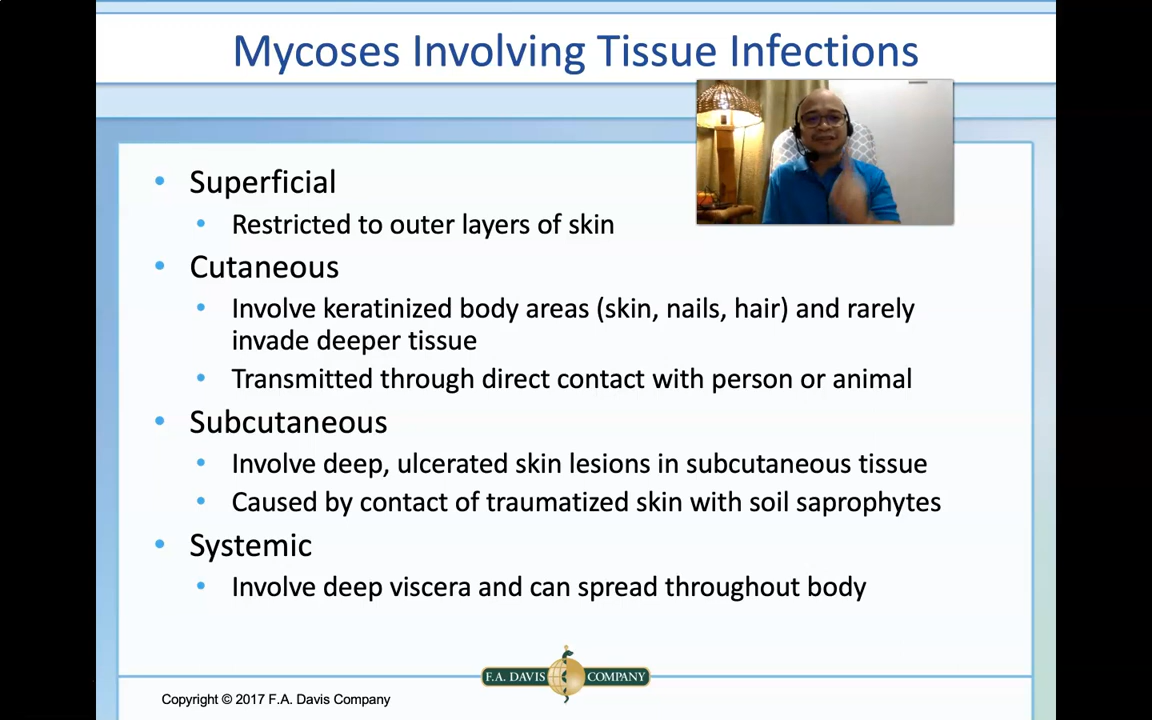 Mycoses Involving Tissue Infections
• Superficial
• Restricted to outer layers of skin
• Cutaneous
• Involve keratinized body areas (skin, nails, hair) and rarely
invade deeper tissue
• Transmitted through direct contact with person or animal
• Subcutaneous
• Involve deep, ulcerated skin lesions in subcutaneous tissue
• Caused by contact of traumatized skin with soil saprophytes
• Systemic
• Involve deep viscera and can spread throughout body
F.A. DAVIS COMPANY
Copyright © 2017 F.A. Davis Company